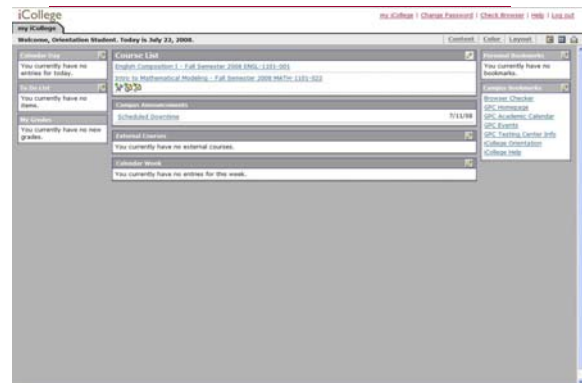 iCollege
my iCollege | Change Password | Check Browser | Help | Log out
my iCollege
Welcome, Orientation Student. Today is July 23, 2008.
Content Color Layout
Calendar Day
You currently have no
entries for today.
To Do List
You currently have no
items.
My Grades
You currently have no new
grades.
Course List
English Composition I - Fall Semester 2008 ENGL-1101-001
Intro to Mathematical Modeling - Fall Semester 2008 MATH-1101-022
Campus Announcements
Scheduled Downtime 7/11/08
External Courses
You currently have no external courses.
Calendar Week
You currently have no entries for this week.
Personal Bookmarks
You currently have no
bookmarks.
Campus Bookmarks
Browser Checker
GPC Homepage
GPC Academic Calendar
GPC Events
GPC Testing Center Info
iCollege Orientation
iCollege Help